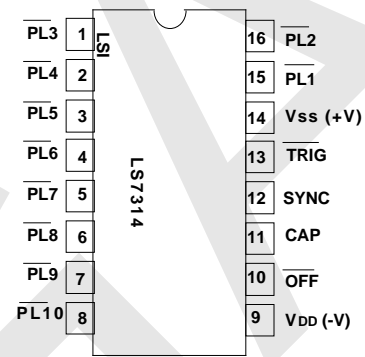 PL3 1 LSI 16 PL2
PL4 2 15 PL1
PL5 3 14 Vss (+V)
PL6 4 13 TRIG
PL7 5 12 SYNC
PL8 6 11 CAP
PL9 7 10 OFF
PL10 8 9 VDD (-V)
LS7314